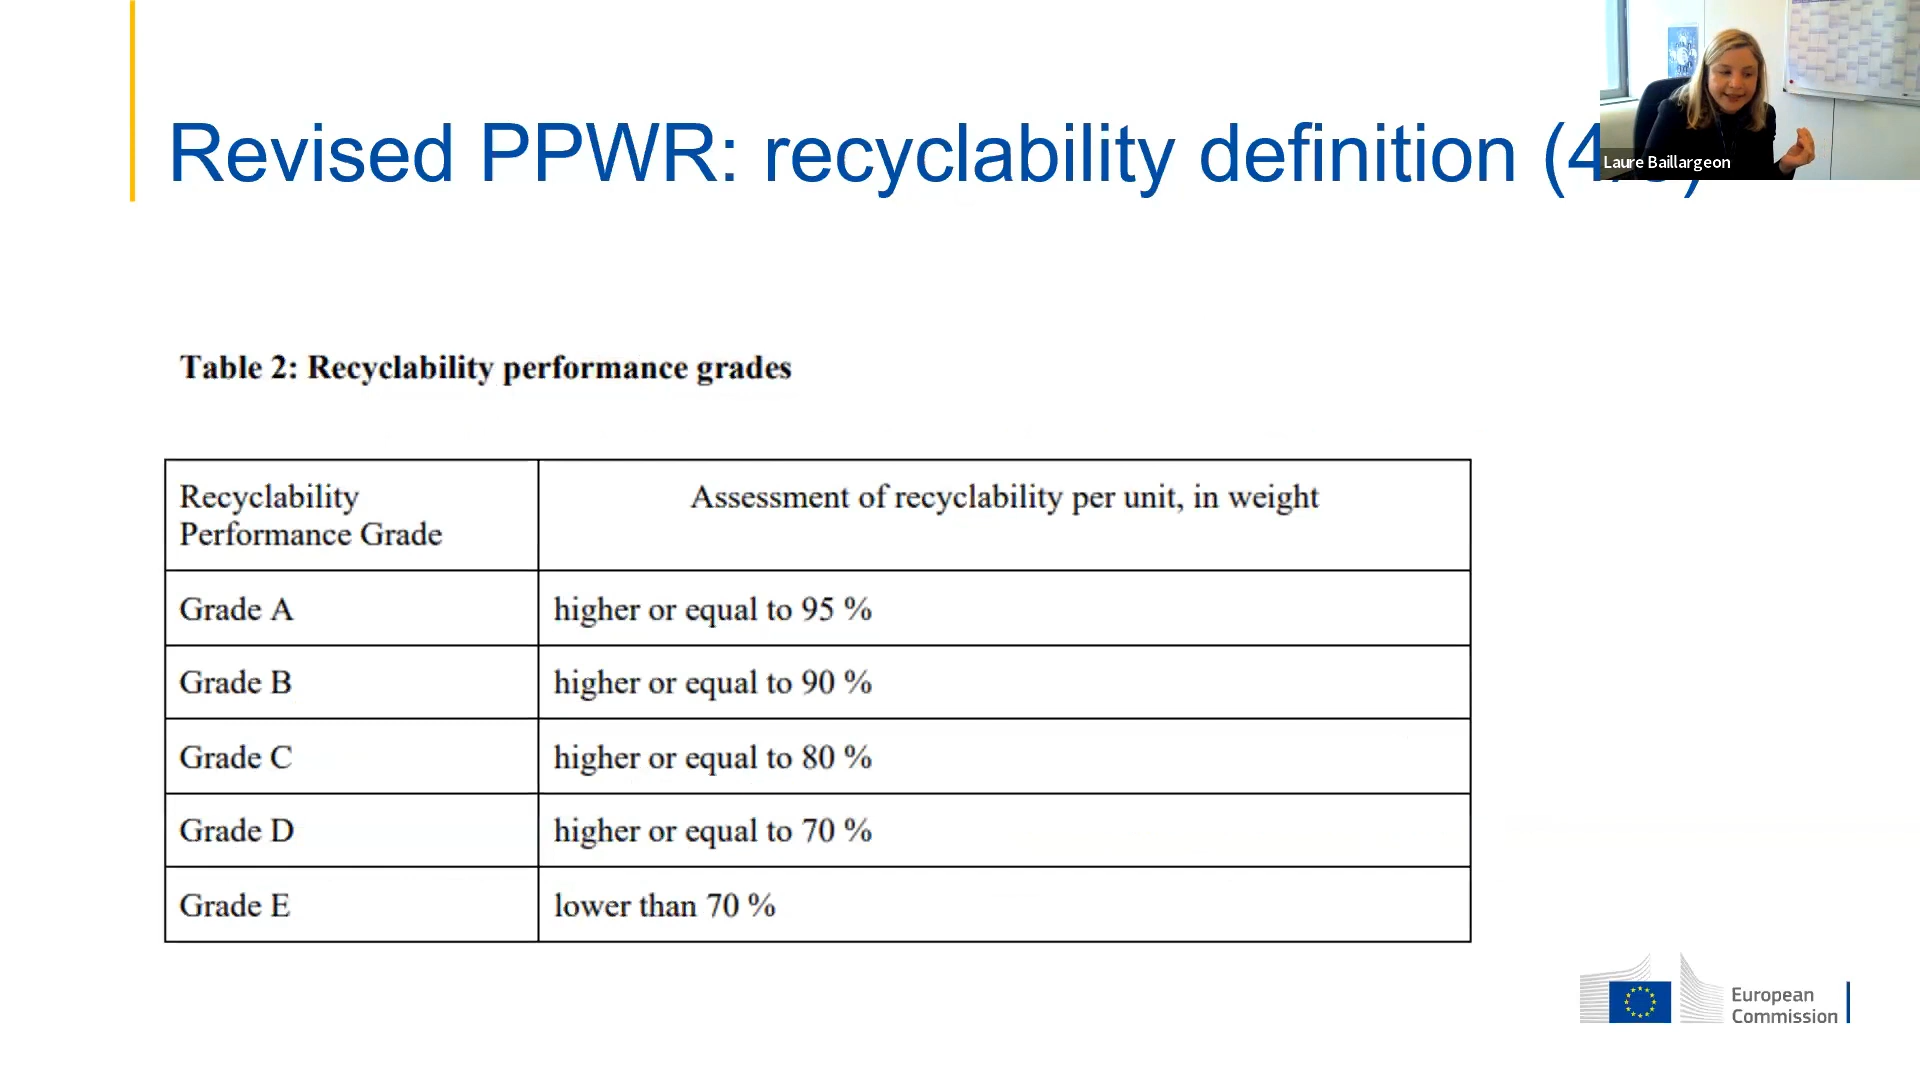 Revised PPWR: recyclability definition (4
Laure Baillargeon
Table 2: Recyclability performance grades
Recyclability Performance Grade
Assessment of recyclability per unit, in weight
Grade A
higher or equal to 95 %
Grade B
higher or equal to 90 %
Grade C
higher or equal to 80 %
Grade D
higher or equal to 70 %
Grade E
lower than 70 %
European
Commission